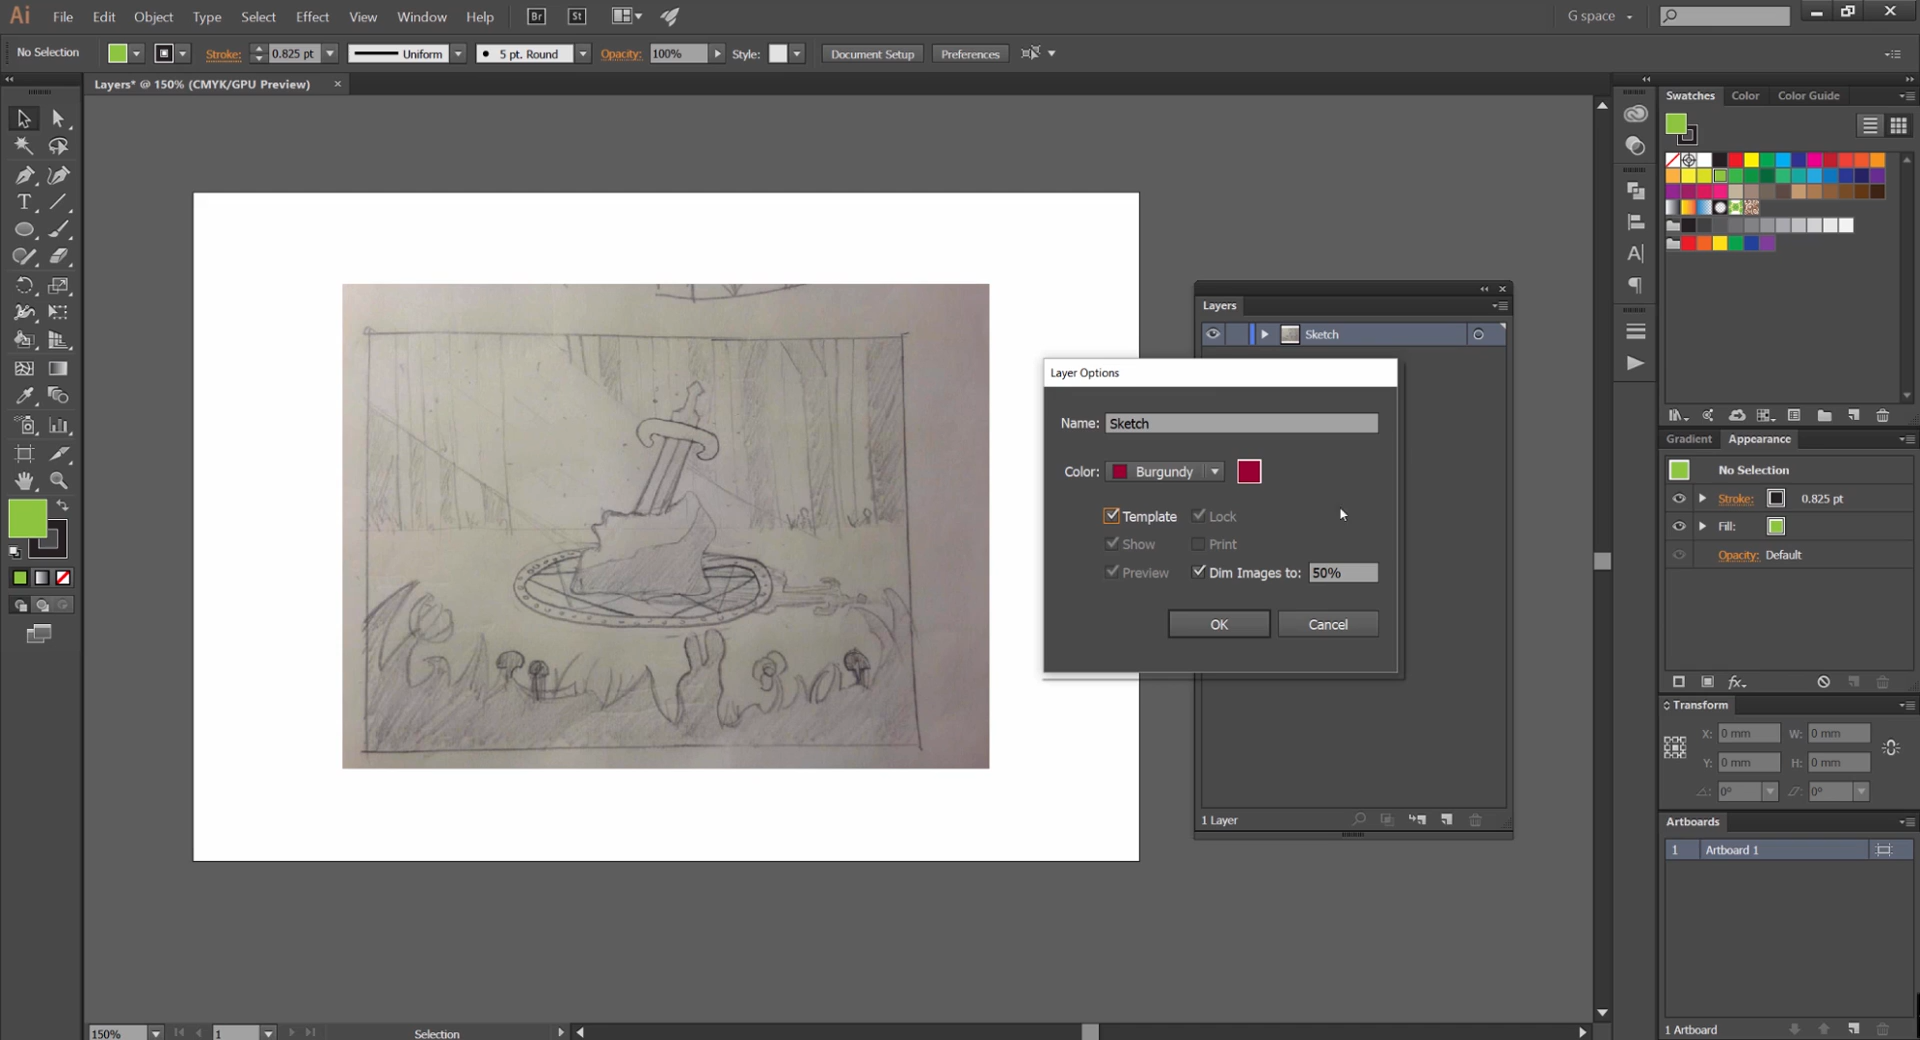 Ai File Edit Object Type Select Effect View Window Help Br St G space
No Selection Stroke: 0.825 pt Uniform 5 pt. Round Opacity: 100% Style: Document Setup Preferences
Layers* @ 150% (CMYK/GPU Preview)
Swatches Color Color Guide
Layers
Sketch
Layer Options
Name: Sketch
Color: Burgundy
Template Lock
Show Print
Preview Dim Images to: 50%
OK Cancel
1 Layer
Gradient Appearance
No Selection
Stroke: 0.825 pt
Fill:
Opacity: Default
fx
Transform
X: 0 mm W: 0 mm
Y: 0 mm H: 0 mm
0° 0°
Artboards
1 Artboard 1
1 Artboard
150% 1 Selection